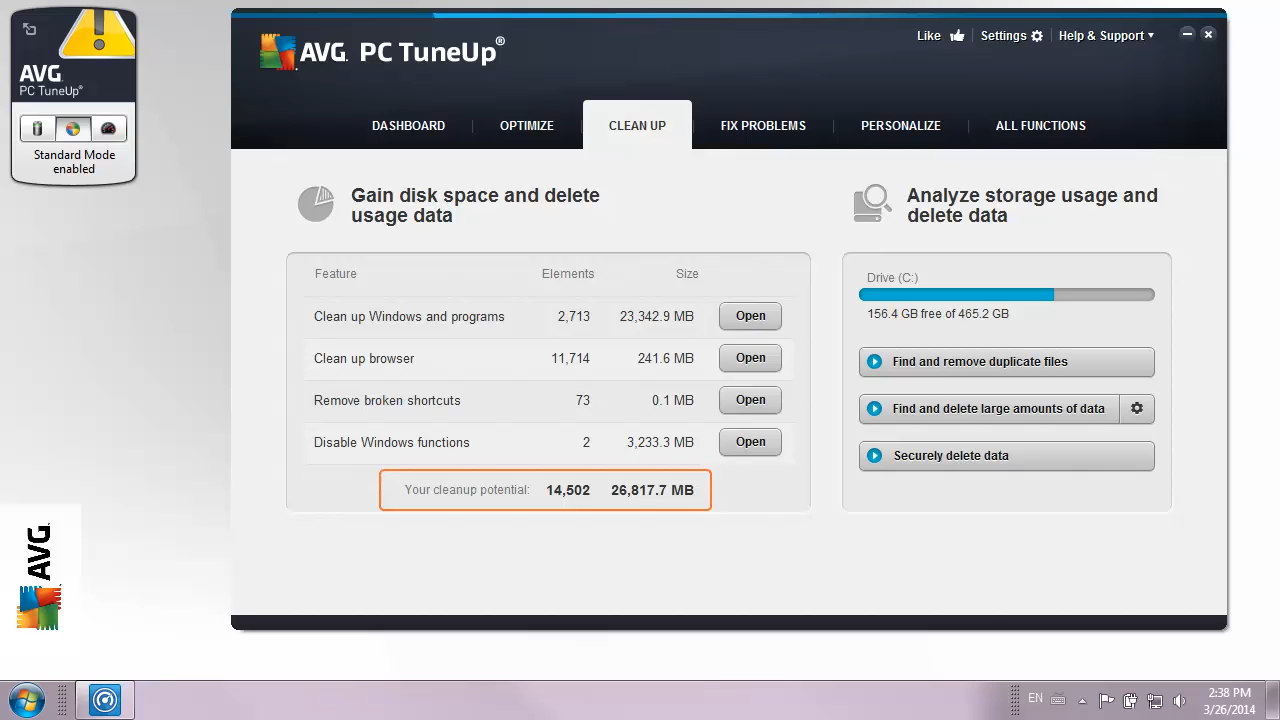 AVG
PC TuneUp®
Standard Mode
enabled
AVG PC TuneUp®
Like
Settings
Help & Support
DASHBOARD
OPTIMIZE
CLEAN UP
FIX PROBLEMS
PERSONALIZE
ALL FUNCTIONS
Gain disk space and delete
usage data
Feature Elements Size
Clean up Windows and programs 2,713 23,342.9 MB Open
Clean up browser 11,714 241.6 MB Open
Remove broken shortcuts 73 0.1 MB Open
Disable Windows functions 2 3,233.3 MB Open
Your cleanup potential: 14,502 26,817.7 MB
Analyze storage usage and
delete data
Drive (C:)
156.4 GB free of 465.2 GB
Find and remove duplicate files
Find and delete large amounts of data
Securely delete data
AVG
EN
2:38 PM
3/26/2014